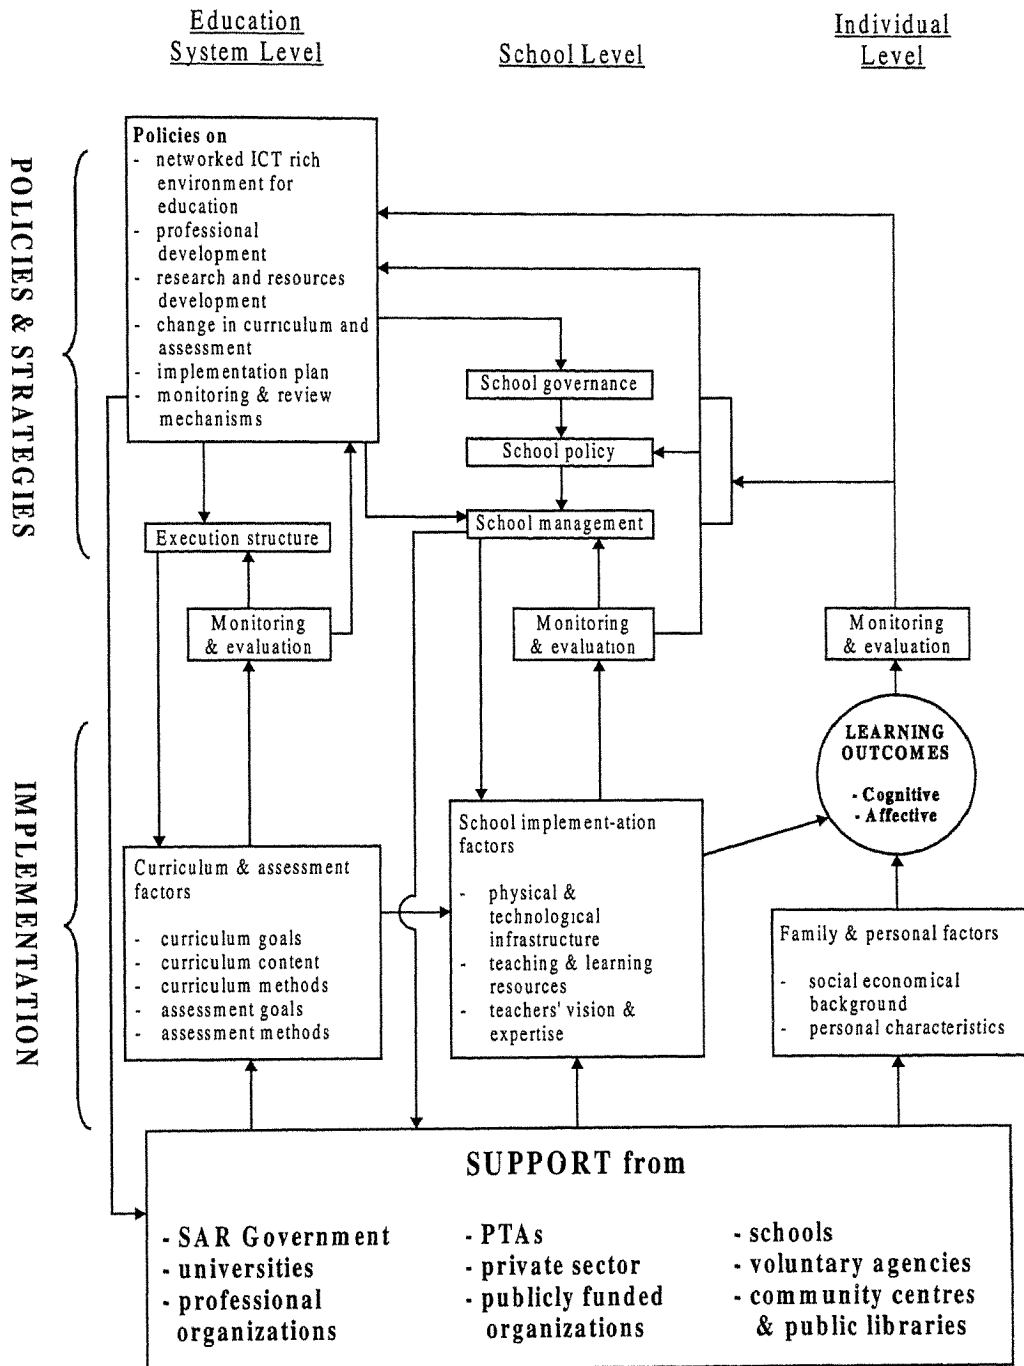 Education
System Level
School Level
Individual
Level
POLICIES & STRATEGIES
Policies on
- networked ICT rich
environment for
education
- professional
development
- research and resources
development
- change in curriculum and
assessment
- implementation plan
- monitoring & review
mechanisms
School governance
School policy
School management
Execution structure
Monitoring
& evaluation
Monitoring
& evaluation
Monitoring
& evaluation
IMPLEMENTATION
LEARNING
OUTCOMES
- Cognitive
- Affective
Curriculum & assessment
factors
- curriculum goals
- curriculum content
- curriculum methods
- assessment goals
- assessment methods
School implement-ation
factors
- physical &
technological
infrastructure
- teaching & learning
resources
- teachers' vision &
expertise
Family & personal factors
- social economical
background
- personal characteristics
SUPPORT from
- SAR Government
- universities
- professional
organizations
- PTAs
- private sector
- publicly funded
organizations
- schools
- voluntary agencies
- community centres
& public libraries